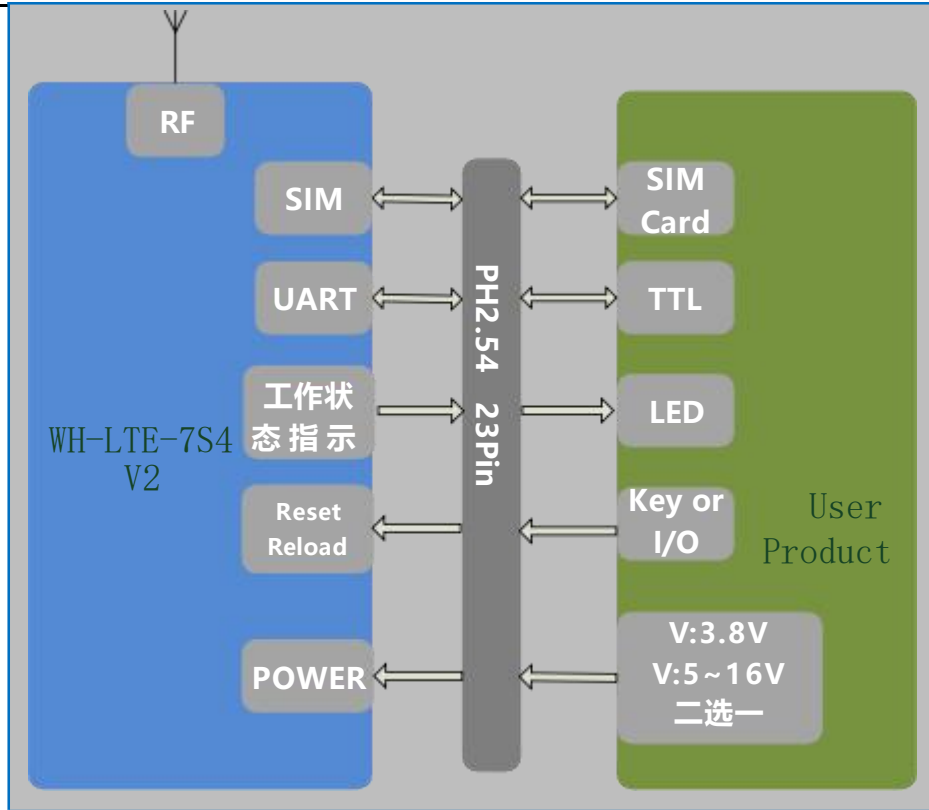 RF
SIM
UART
工作状
态指示
WH-LTE-7S4
V2
Reset
Reload
POWER
PH2.54 23Pin
SIM
Card
TTL
LED
Key or
I/O
User
Product
V:3.8V
V:5~16V
二选一